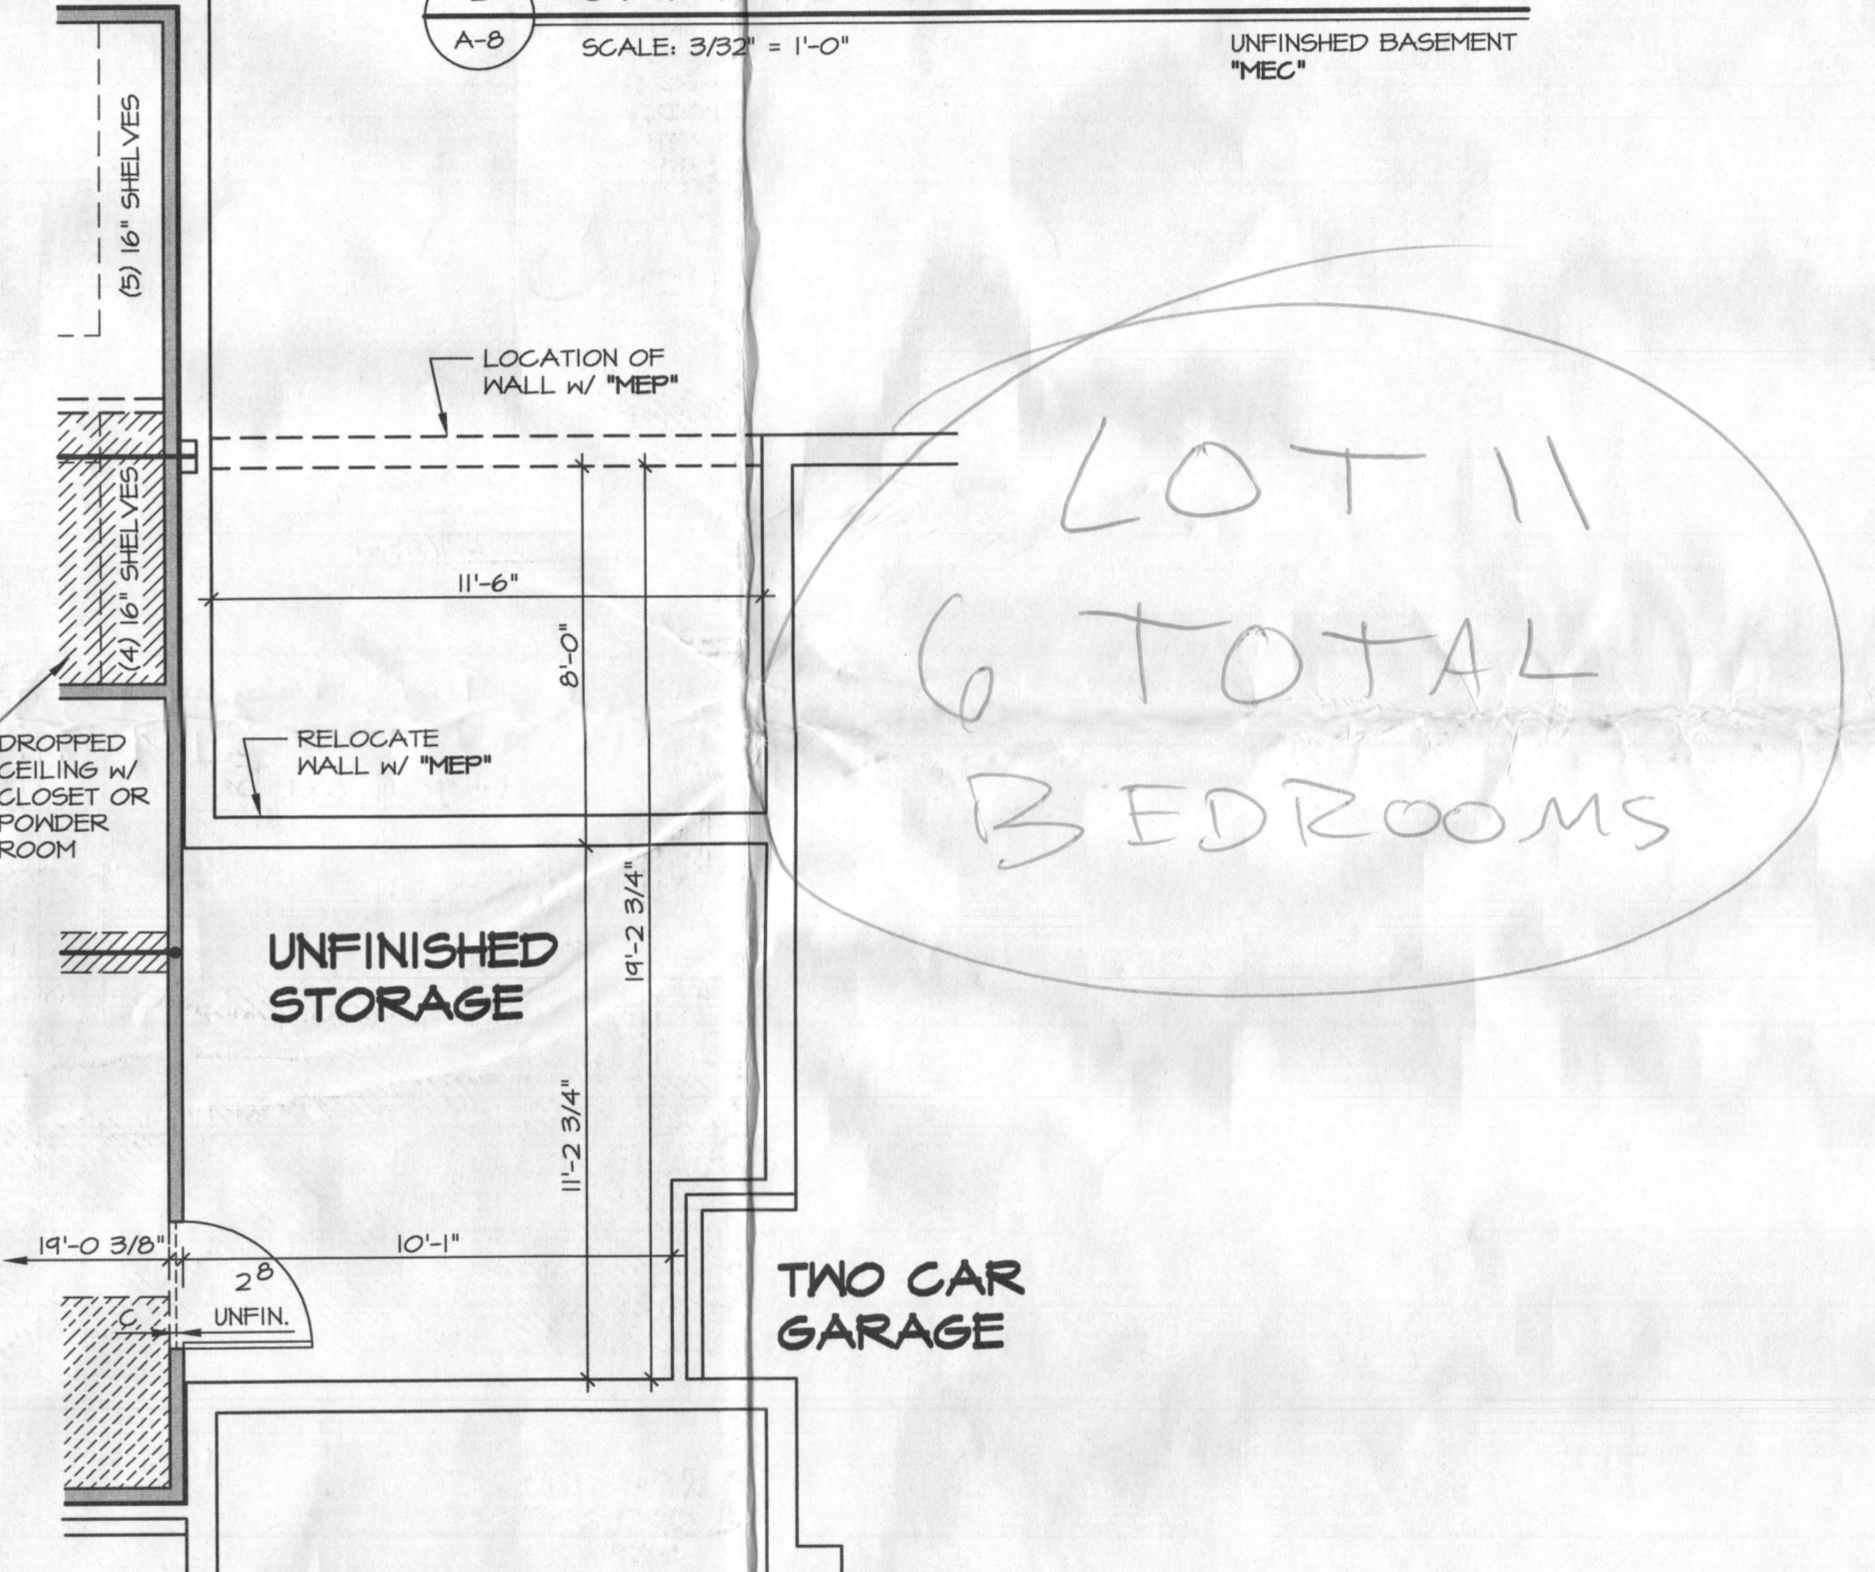 A-8
SCALE: 3/32" = 1'-0"
UNFINSHED BASEMENT
"MEC"
(5) 16" SHELVES
LOCATION OF
WALL w/ "MEP"
(4) 16" SHELVES
11'-6"
8'-0"
RELOCATE
WALL w/ "MEP"
DROPPED
CEILING w/
CLOSET OR
POWDER
ROOM
LOT 11
6 TOTAL
BEDROOMS
UNFINISHED
STORAGE
19'-2 3/4"
11'-2 3/4"
19'-0 3/8"
10'-1"
28
UNFIN.
C
TWO CAR
GARAGE